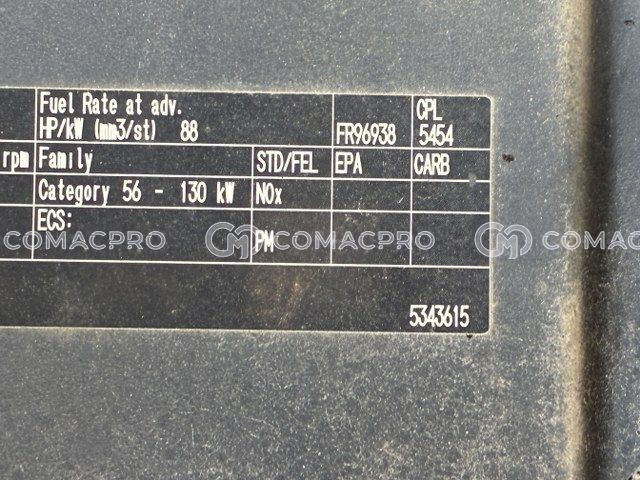 Fuel Rate at adv.
HP/kW (mm3/st) 88
FR96938
CPL
5454
rpm
Family
STD/FEL
EPA
CARB
Category 56 - 130 kW
NOx
ECS:
PM
COMACPRO
COMACPRO
COMACPRO
5343615